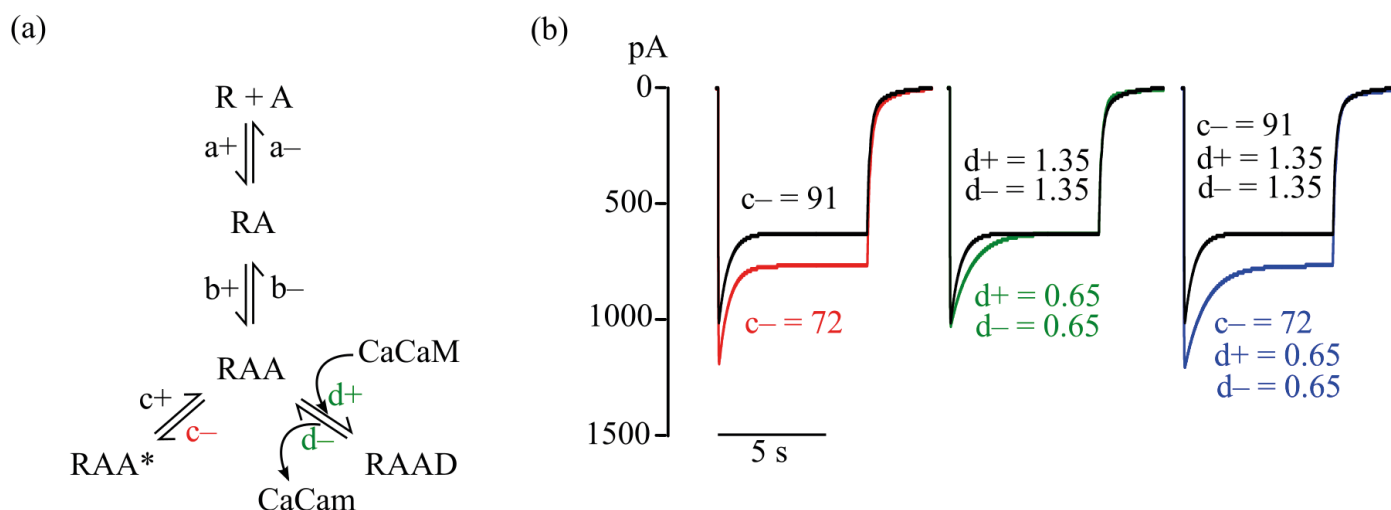 (a)
R + A
a+ a–
RA
b+ b–
RAA
CaCaM
c+
c–
d+
d–
RAA*
RAAD
CaCam
(b)
pA
0
500
1000
1500
c– = 91
c– = 72
d+ = 1.35
d– = 1.35
d+ = 0.65
d– = 0.65
c– = 91
d+ = 1.35
d– = 1.35
c– = 72
d+ = 0.65
d– = 0.65
5 s